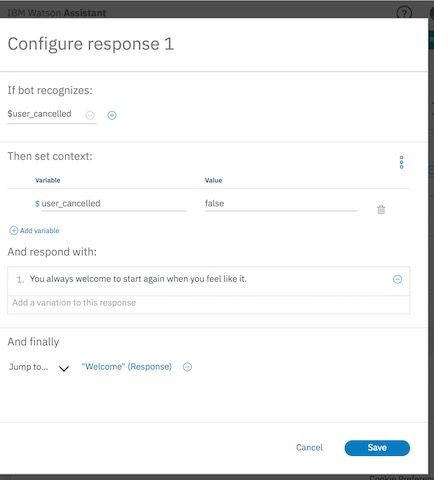 IBM Watson Assistant
Configure response 1
If bot recognizes:
$user_cancelled
Then set context:
Variable Value
$ user_cancelled false
Add variable
And respond with:
1. You always welcome to start again when you feel like it.
Add a variation to this response
And finally
Jump to... "Welcome" (Response)
Cancel Save
Cookie Preferen